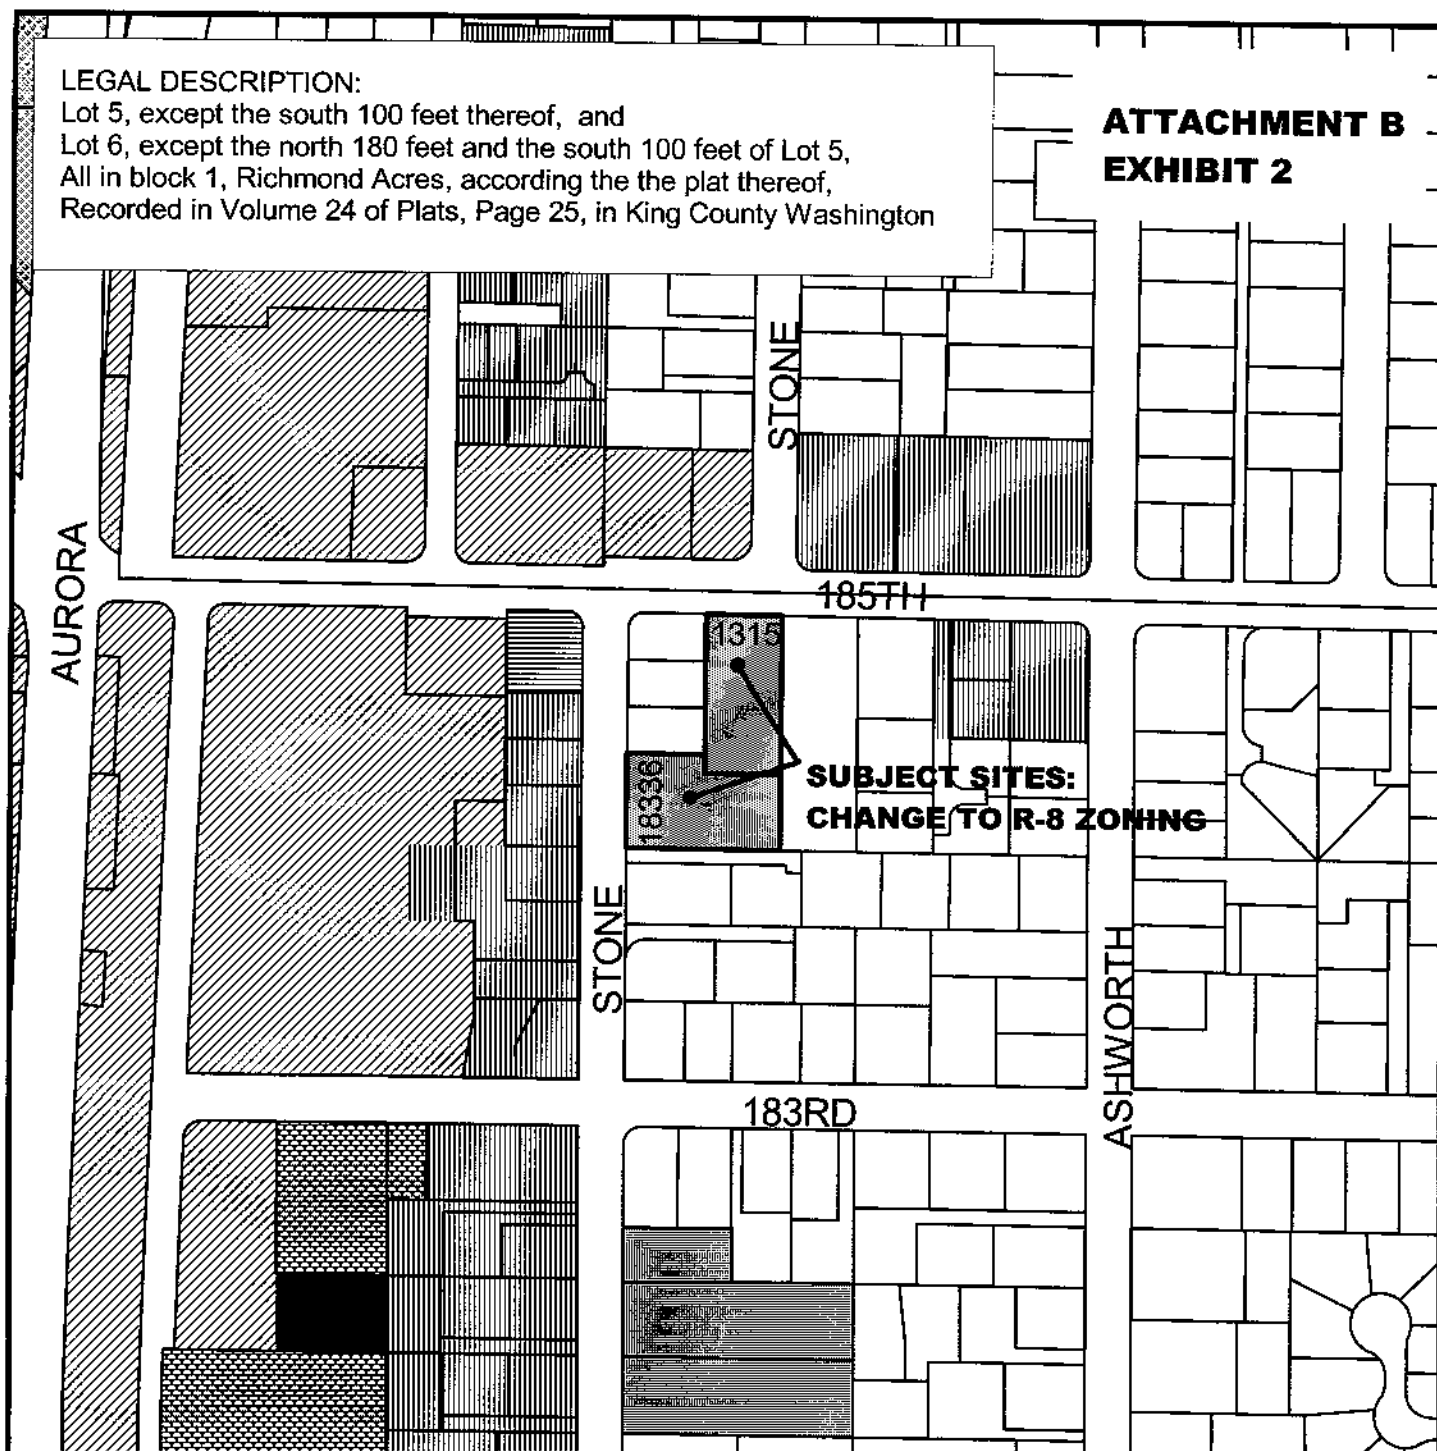 LEGAL DESCRIPTION:
Lot 5, except the south 100 feet thereof, and
Lot 6, except the north 180 feet and the south 100 feet of Lot 5,
All in block 1, Richmond Acres, according the the plat thereof,
Recorded in Volume 24 of Plats, Page 25, in King County Washington
ATTACHMENT B
EXHIBIT 2
STONE
AURORA
185TH
1315
18336
SUBJECT SITES:
CHANGE TO R-8 ZONING
STONE
ASHWORTH
183RD